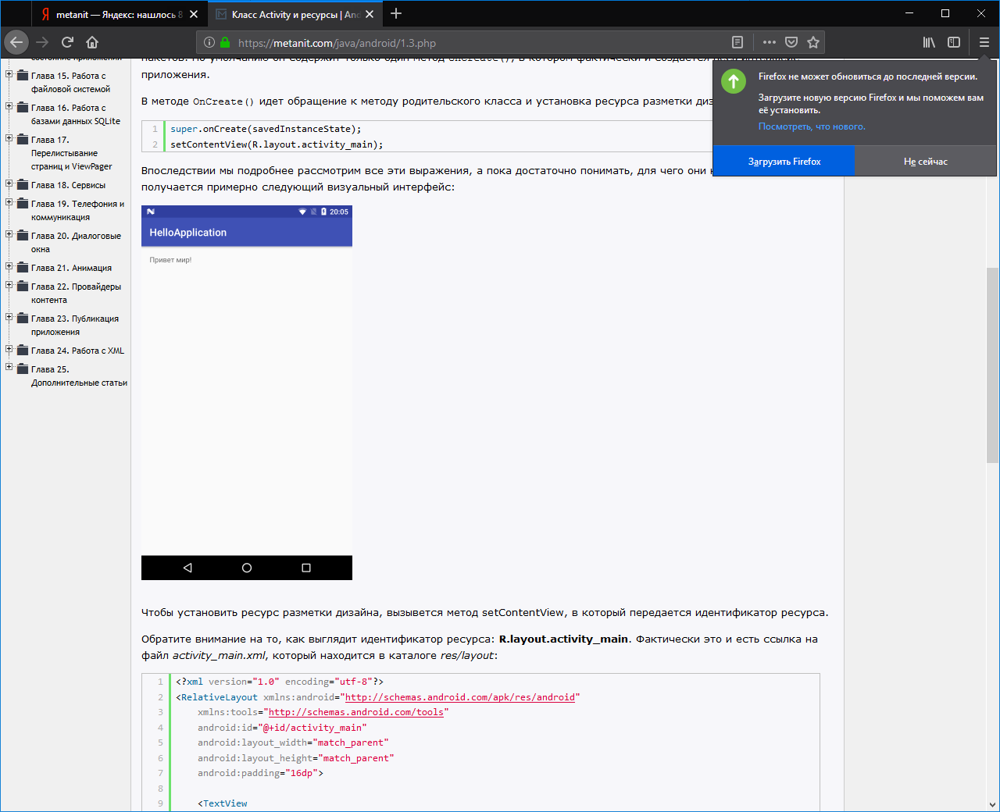 metanit — Яндекс: нашлось 8
Класс Activity и ресурсы | And
https://metanit.com/java/android/1.3.php
Глава 15. Работа с
файловой системой
Глава 16. Работа с
базами данных SQLite
Глава 17.
Перелистывание
страниц и ViewPager
Глава 18. Сервисы
Глава 19. Телефония и
коммуникация
Глава 20. Диалоговые
окна
Глава 21. Анимация
Глава 22. Провайдеры
контента
Глава 23. Публикация
приложения
Глава 24. Работа с XML
Глава 25.
Дополнительные статьи
приложения.
В методе OnCreate() идет обращение к методу родительского класса и установка ресурса разметки диз
1 super.onCreate(savedInstanceState);
2 setContentView(R.layout.activity_main);
Впоследствии мы подробнее рассмотрим все эти выражения, а пока достаточно понимать, для чего они
получается примерно следующий визуальный интерфейс:
20:05
HelloApplication
Привет мир!
Чтобы установить ресурс разметки дизайна, вызывется метод setContentView, в который передается идентификатор ресурса.
Обратите внимание на то, как выглядит идентификатор ресурса: R.layout.activity_main. Фактически это и есть ссылка на
файл activity_main.xml, который находится в каталоге res/layout:
1 <?xml version="1.0" encoding="utf-8"?>
2 <RelativeLayout xmlns:android="http://schemas.android.com/apk/res/android"
3 xmlns:tools="http://schemas.android.com/tools"
4 android:id="@+id/activity_main"
5 android:layout_width="match_parent"
6 android:layout_height="match_parent"
7 android:padding="16dp">
8
9 <TextView
Firefox не может обновиться до последней версии.
Загрузите новую версию Firefox и мы поможем вам
её установить.
Посмотреть, что нового.
Загрузить Firefox
Не сейчас